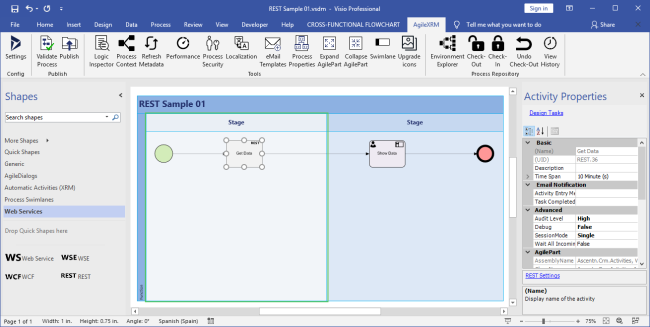 REST Sample 01.vsdm - Visio Professional
Sign in
File Home Insert Design Data Process Review View Developer Help CROSS-FUNCTIONAL FLOWCHART AgileXRM Tell me what you want to do Share
Settings
Validate Process
Publish
Logic Inspector
Process Context
Refresh Metadata
Performance
Process Security
Localization
eMail Templates
Process Properties
Expand AgilePart
Collapse AgilePart
Swimlane
Upgrade icons
Environment Explorer
Check-Out
Check-In
Undo Check-Out
View History
Config Publish Tools Process Repository
Shapes
Search shapes
More Shapes
Quick Shapes
Generic
AgileDialogs
Automatic Activities (XRM)
Process Swimlanes
Web Services
Drop Quick Shapes here
WS Web Service WSE WSE
WCF WCF REST REST
REST Sample 01
Stage Stage
REST
Get Data
Show Data
Activity Properties
Design Tasks
Basic
(Name) Get Data
(UID) REST.36
Description
Time Span 10 Minute (s)
Email Notification
Activity Entry M
Task Completed
Advanced
Audit Level High
Debug False
SessionMode Single
Wait All Incomin False
AgilePart
AssemblyName Ascentn.Crm.Activities, V
REST Settings
(Name)
Display name of the activity
Page 1 of 1 Width: 1 in. Height: 0.75 in. Angle: 0° Spanish (Spain) 75%